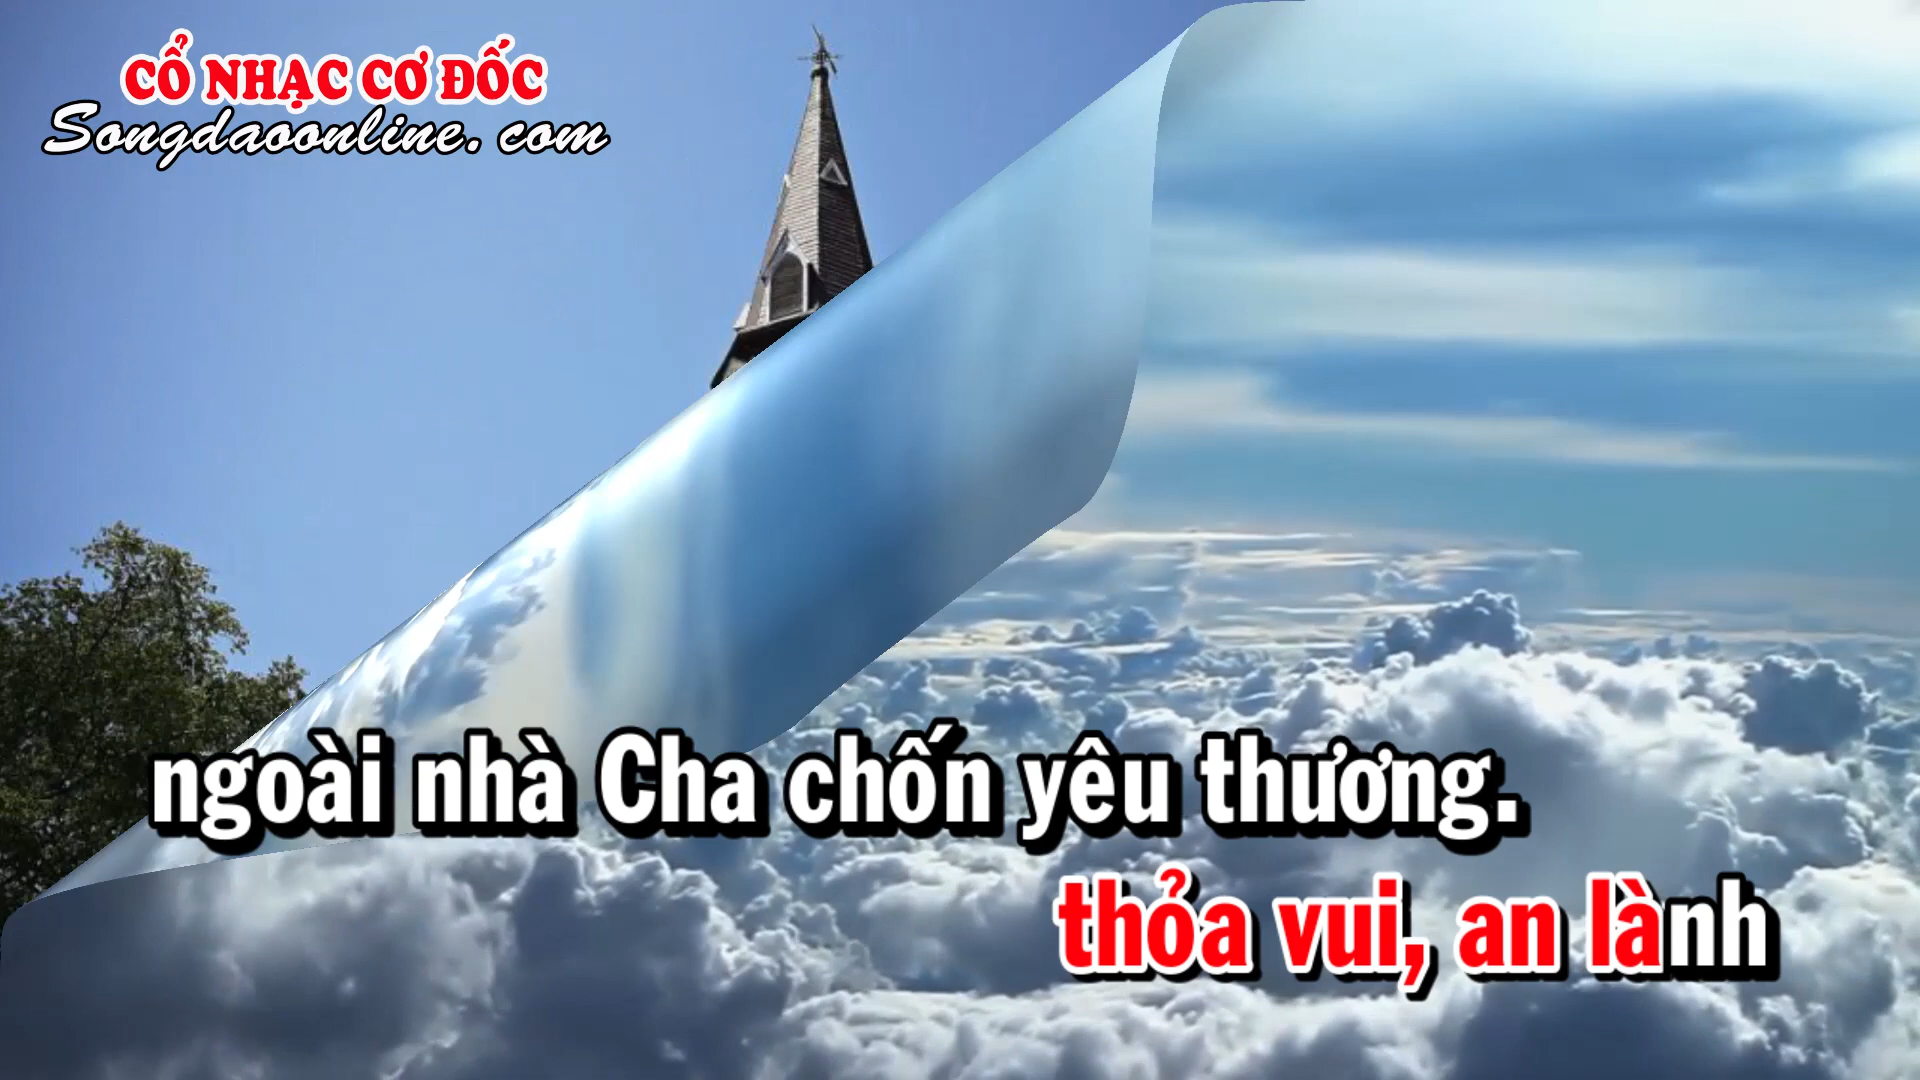 CỔ NHẠC CƠ ĐỐC
Songdaoonline.com
ngoài nhà Cha chốn yêu thương.
thỏa vui, an lành